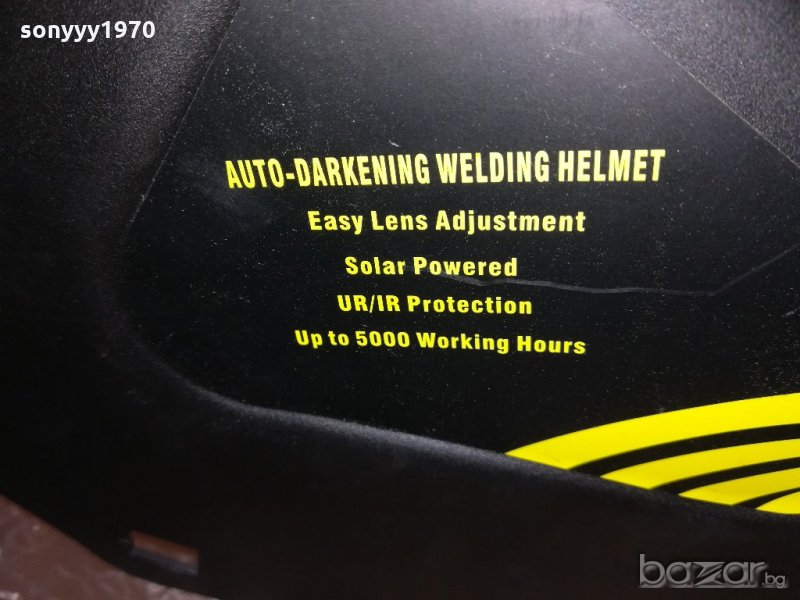 sonyyy1970
AUTO-DARKENING WELDING HELMET
Easy Lens Adjustment
Solar Powered
UR/IR Protection
Up to 5000 Working Hours
bazar.bg